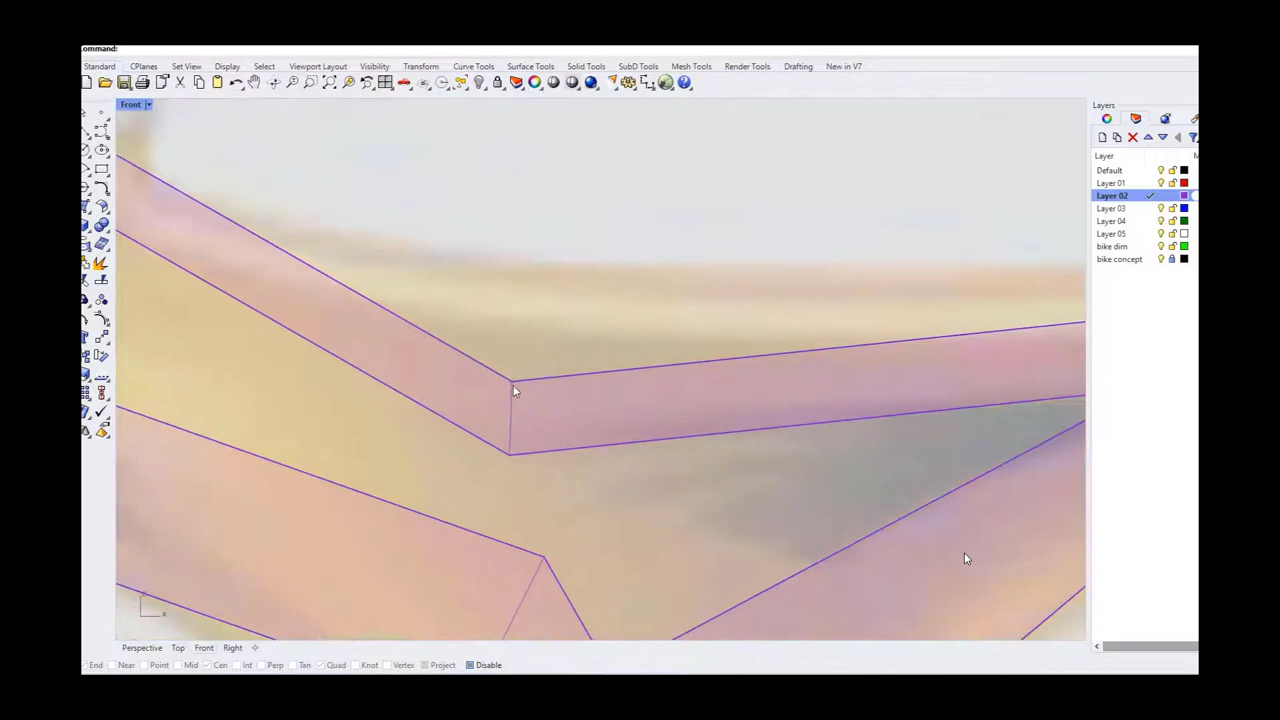 ommand:
Standard CPlanes Set View Display Select Viewport Layout Visibility Transform Curve Tools Surface Tools Solid Tools SubD Tools Mesh Tools Render Tools Drafting New in V7
Front
Layers
Layer M
Default
Layer 01
Layer 02
Layer 03
Layer 04
Layer 05
bike dim
bike concept
x
Perspective Top Front Right
End Near Point Mid Cen Int Perp Tan Quad Knot Vertex Project Disable